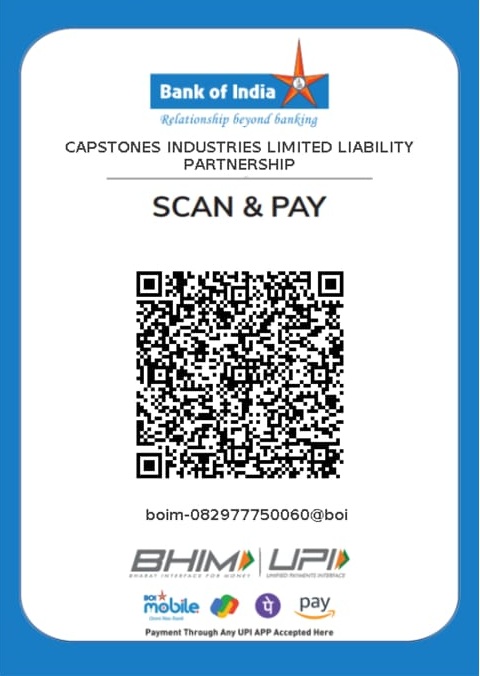 Bank of India
Relationship beyond banking
CAPSTONES INDUSTRIES LIMITED LIABILITY
PARTNERSHIP
SCAN & PAY
boim-082977750060@boi
BHIM UPI
BHARAT INTERFACE FOR MONEY UNIFIED PAYMENTS INTERFACE
BOI
mobile
pay
Payment Through Any UPI APP Accepted Here